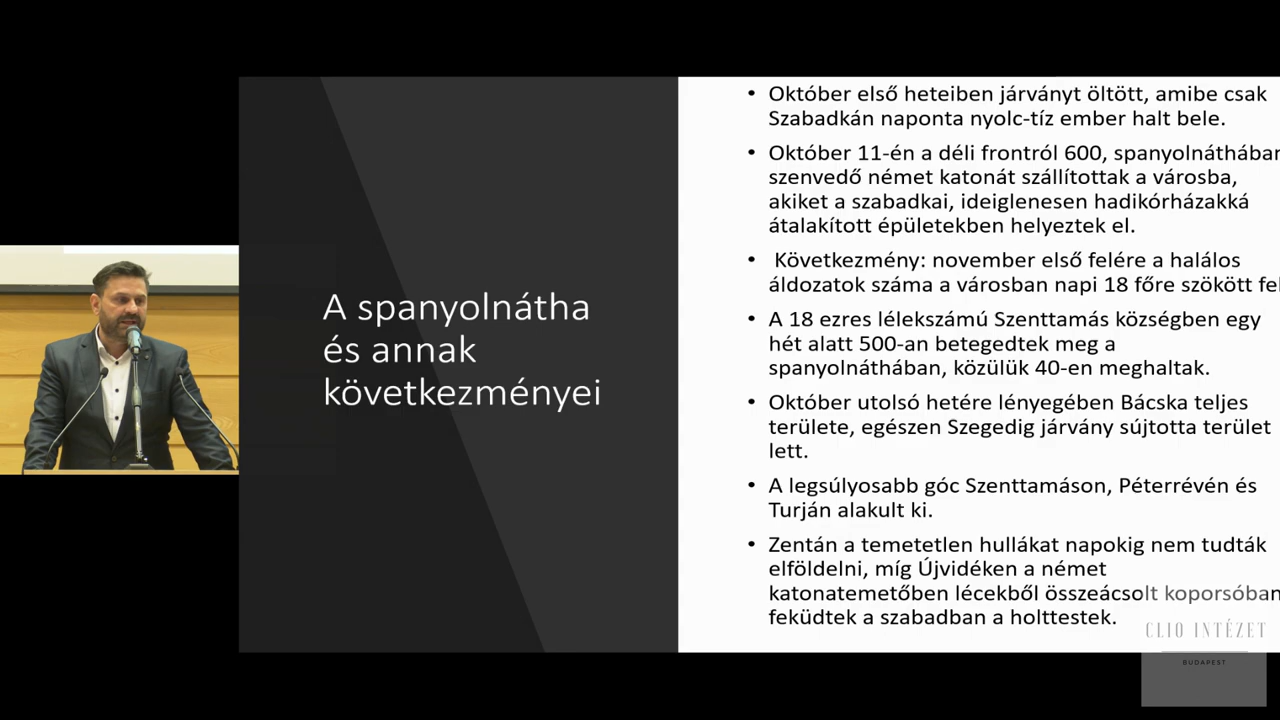 A spanyolnátha
és annak
következményei
• Október első heteiben járványt öltött, amibe csak
Szabadkán naponta nyolc-tíz ember halt bele.
• Október 11-én a déli frontról 600, spanyolnáthában
szenvedő német katonát szállítottak a városba,
akiket a szabadkai, ideiglenesen hadikórházakká
átalakított épületekben helyeztek el.
• Következmény: november első felére a halálos
áldozatok száma a városban napi 18 főre szökött fel
• A 18 ezres lélekszámú Szenttamás községben egy
hét alatt 500-an betegedtek meg a
spanyolnáthában, közülük 40-en meghaltak.
• Október utolsó hetére lényegében Bácska teljes
területe, egészen Szegedig járvány sújtotta terület
lett.
• A legsúlyosabb góc Szenttamáson, Péterrévén és
Turján alakult ki.
• Zentán a temetetlen hullákat napokig nem tudták
elföldelni, míg Újvidéken a német
katonatemetőben lécekből összeácsolt koporsóban
feküdtek a szabadban a holttestek.
CLIO INTÉZET
BUDAPEST